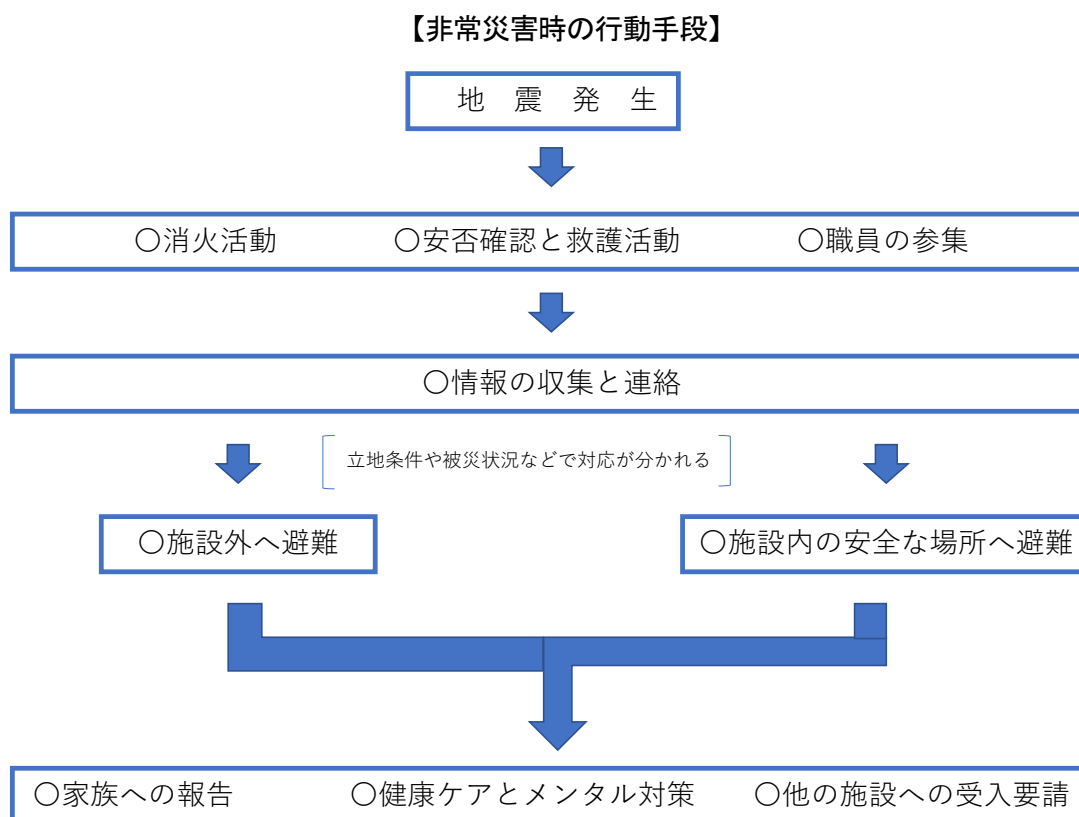 【非常災害時の行動手段】
地　震　発　生
〇消火活動　　　　〇安否確認と救護活動　　　　〇職員の参集
〇情報の収集と連絡
立地条件や被災状況などで対応が分かれる
〇施設外へ避難　　　　〇施設内の安全な場所へ避難
〇家族への報告　　　　〇健康ケアとメンタル対策　　〇他の施設への受入要請